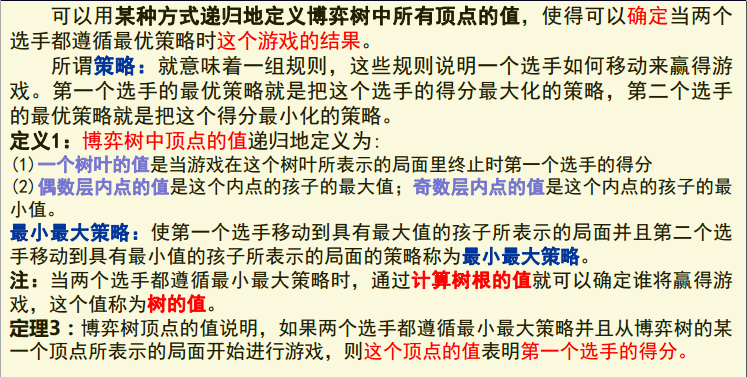 可以用某种方式递归地定义博弈树中所有顶点的值，使得可以确定当两个
选手都遵循最优策略时这个游戏的结果。
所谓策略：就意味着一组规则，这些规则说明一个选手如何移动来赢得游
戏。第一个选手的最优策略就是把这个选手的得分最大化的策略，第二个选手
的最优策略就是把这个得分最小化的策略。
定义1：博弈树中顶点的值递归地定义为:
(1)一个树叶的值是当游戏在这个树叶所表示的局面里终止时第一个选手的得分
(2)偶数层内点的值是这个内点的孩子的最大值；奇数层内点的值是这个内点的孩子的最
小值。
最小最大策略：使第一个选手移动到具有最大值的孩子所表示的局面并且第二个选
手移动到具有最小值的孩子所表示的局面的策略称为最小最大策略。
注：当两个选手都遵循最小最大策略时，通过计算树根的值就可以确定谁将赢得游
戏，这个值称为树的值。
定理3：博弈树顶点的值说明，如果两个选手都遵循最小最大策略并且从博弈树的某
一个顶点所表示的局面开始进行游戏，则这个顶点的值表明第一个选手的得分。